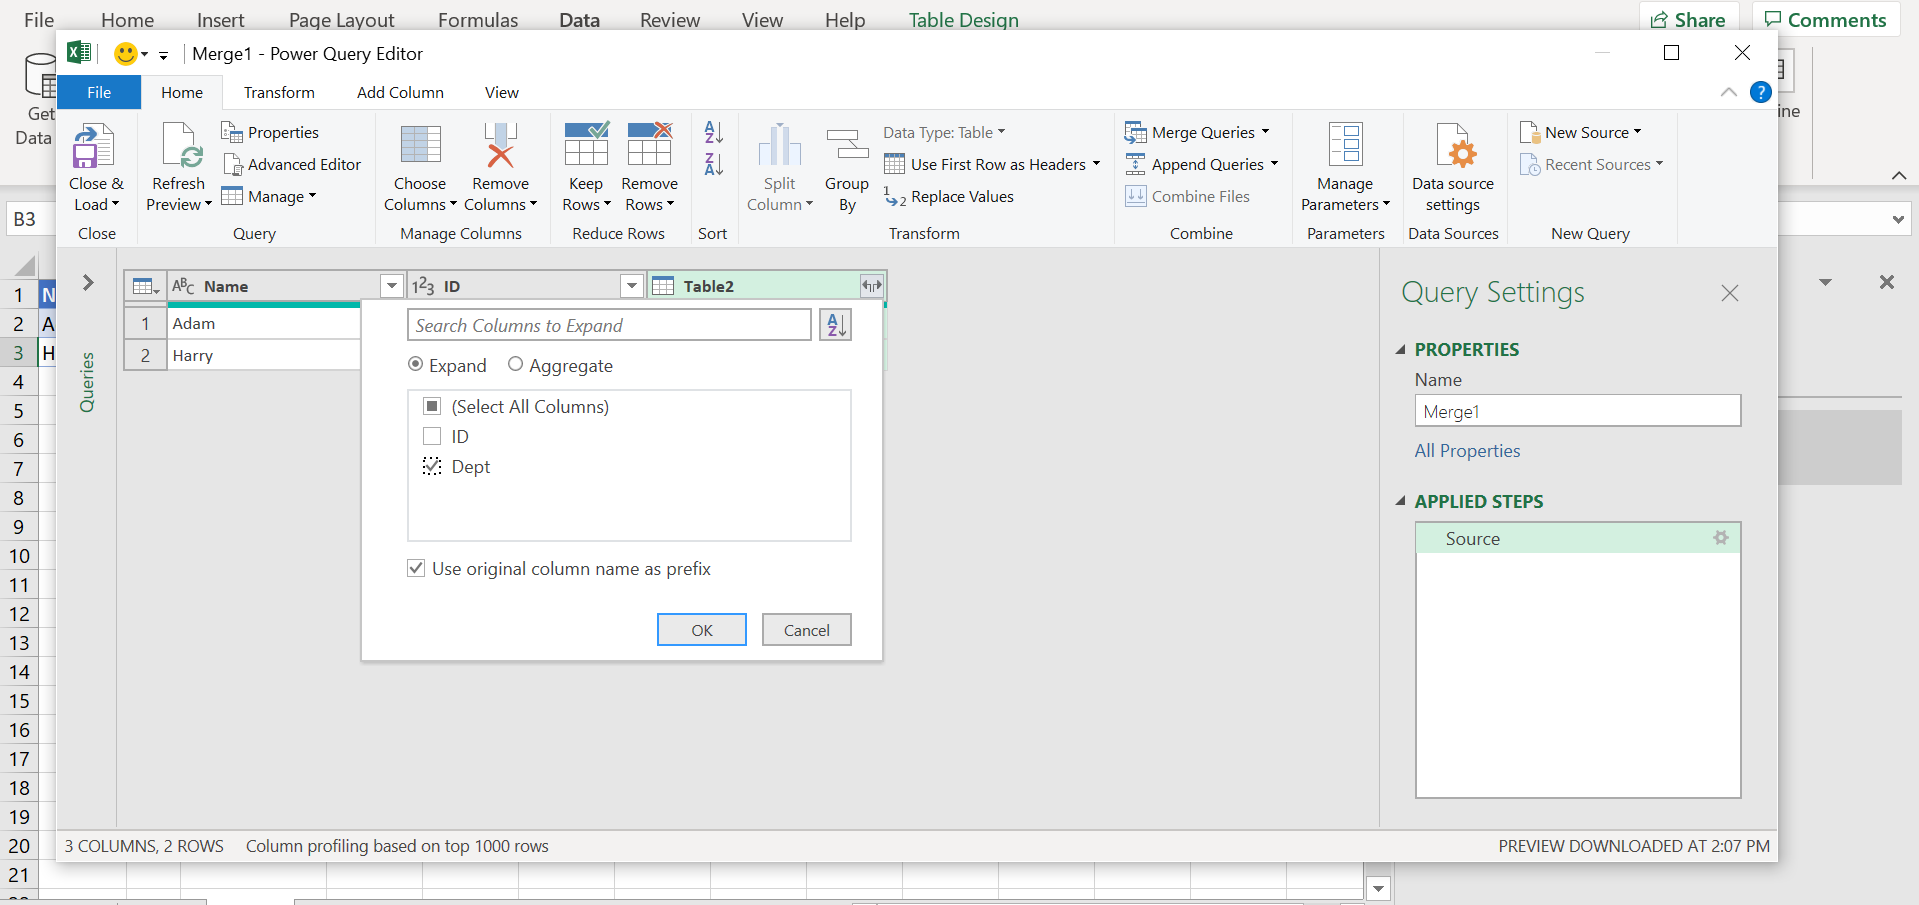 File Home Insert Page Layout Formulas Data Review View Help Table Design Share Comments
Merge1 - Power Query Editor
File Home Transform Add Column View ?
Get
Data
Close &
Load
Close
Refresh
Preview
Properties
Advanced Editor
Manage
Query
Choose
Columns
Remove
Columns
Manage Columns
Keep
Rows
Remove
Rows
Reduce Rows
Sort
Split
Column
Group
By
Data Type: Table
Use First Row as Headers
Replace Values
Transform
Merge Queries
Append Queries
Combine Files
Combine
Manage
Parameters
Parameters
Data source
settings
Data Sources
New Source
Recent Sources
New Query
ine
B3
Queries
ABC Name 123 ID Table2
1 Adam
2 Harry
Search Columns to Expand
Expand Aggregate
(Select All Columns)
ID
Dept
Use original column name as prefix
OK Cancel
Query Settings
PROPERTIES
Name
Merge1
All Properties
APPLIED STEPS
Source
1 N
2 A
3 H
4
5
6
7
8
9
10
11
12
13
14
15
16
17
18
19
20
21
3 COLUMNS, 2 ROWS Column profiling based on top 1000 rows PREVIEW DOWNLOADED AT 2:07 PM